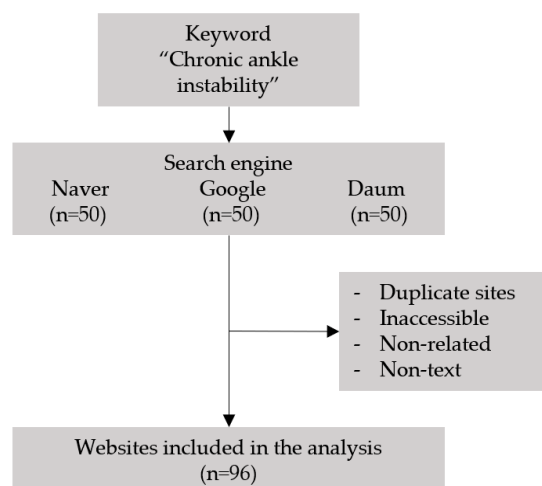 Keyword
“Chronic ankle
instability”
Search engine
Naver Google Daum
(n=50) (n=50) (n=50)
- Duplicate sites
- Inaccessible
- Non-related
- Non-text
Websites included in the analysis
(n=96)